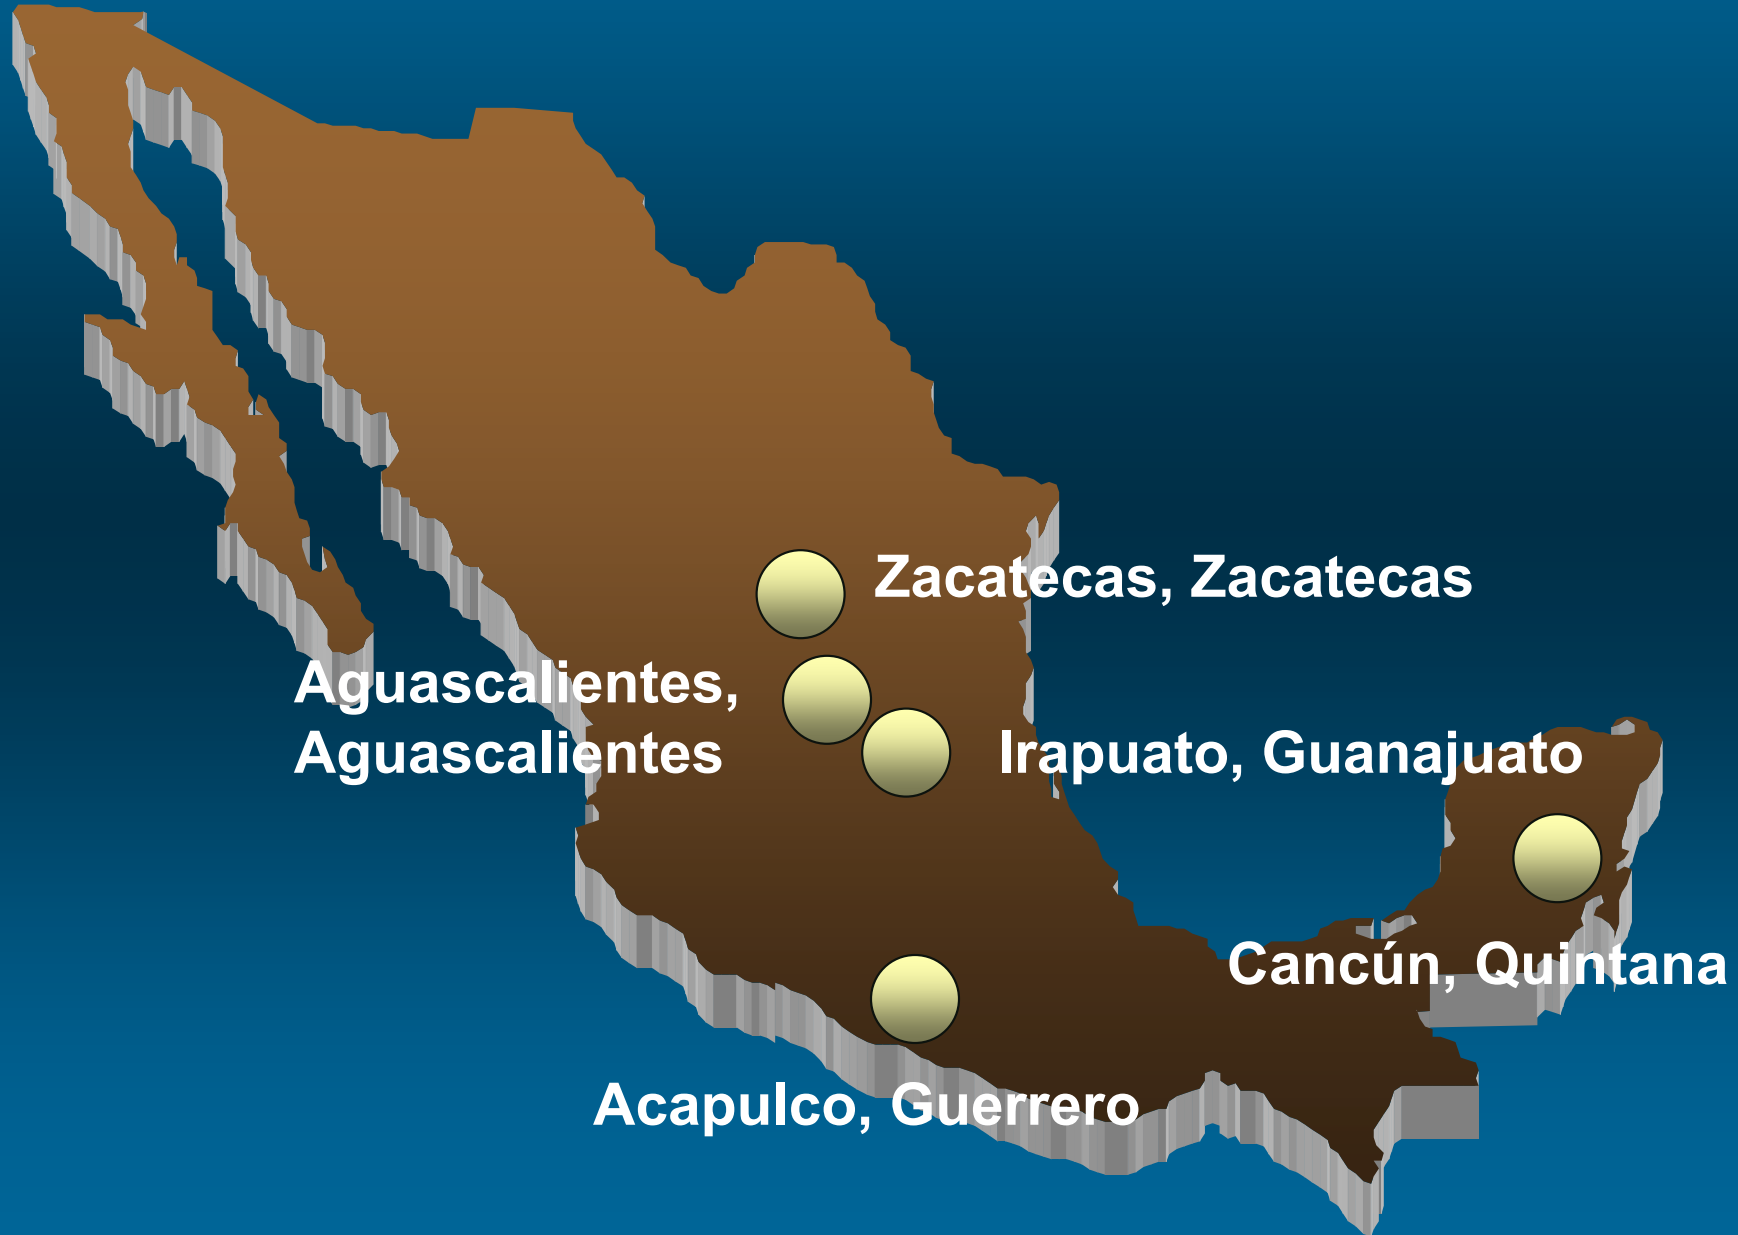 Zacatecas, Zacatecas
Aguascalientes,
Aguascalientes
Irapuato, Guanajuato
Cancún, Quintana
Acapulco, Guerrero